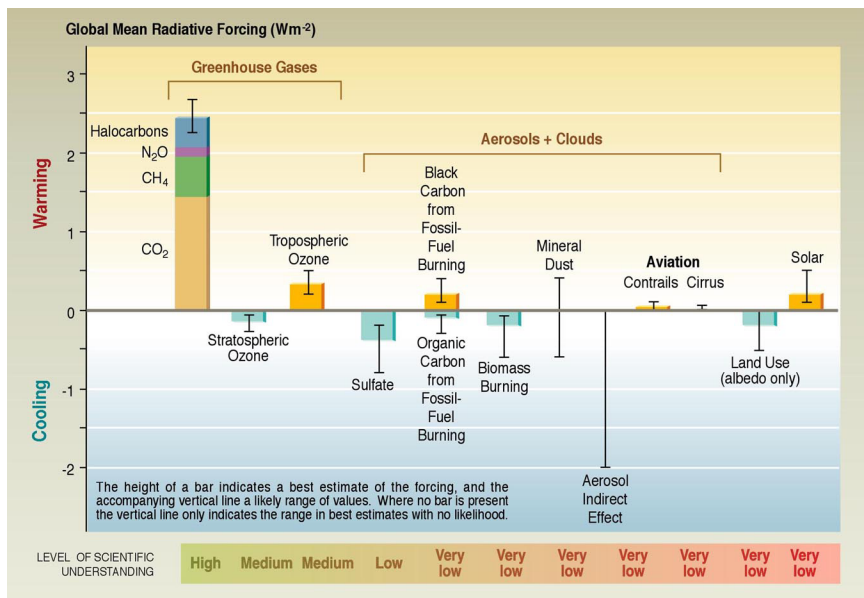 Global Mean Radiative Forcing (Wm-2)
Greenhouse Gases
3
2
1
0
-1
-2
Warming
Cooling
Halocarbons
N2O
CH4
CO2
Stratospheric
Ozone
Tropospheric
Ozone
Aerosols + Clouds
Sulfate
Black
Carbon
from
Fossil-
Fuel
Burning
Organic
Carbon
from
Fossil-
Fuel
Burning
Biomass
Burning
Mineral
Dust
Aerosol
Indirect
Effect
Aviation
Contrails Cirrus
Land Use
(albedo only)
Solar
The height of a bar indicates a best estimate of the forcing, and the
accompanying vertical line a likely range of values. Where no bar is present
the vertical line only indicates the range in best estimates with no likelihood.
LEVEL OF SCIENTIFIC
UNDERSTANDING
High
Medium
Medium
Low
Very
low
Very
low
Very
low
Very
low
Very
low
Very
low
Very
low